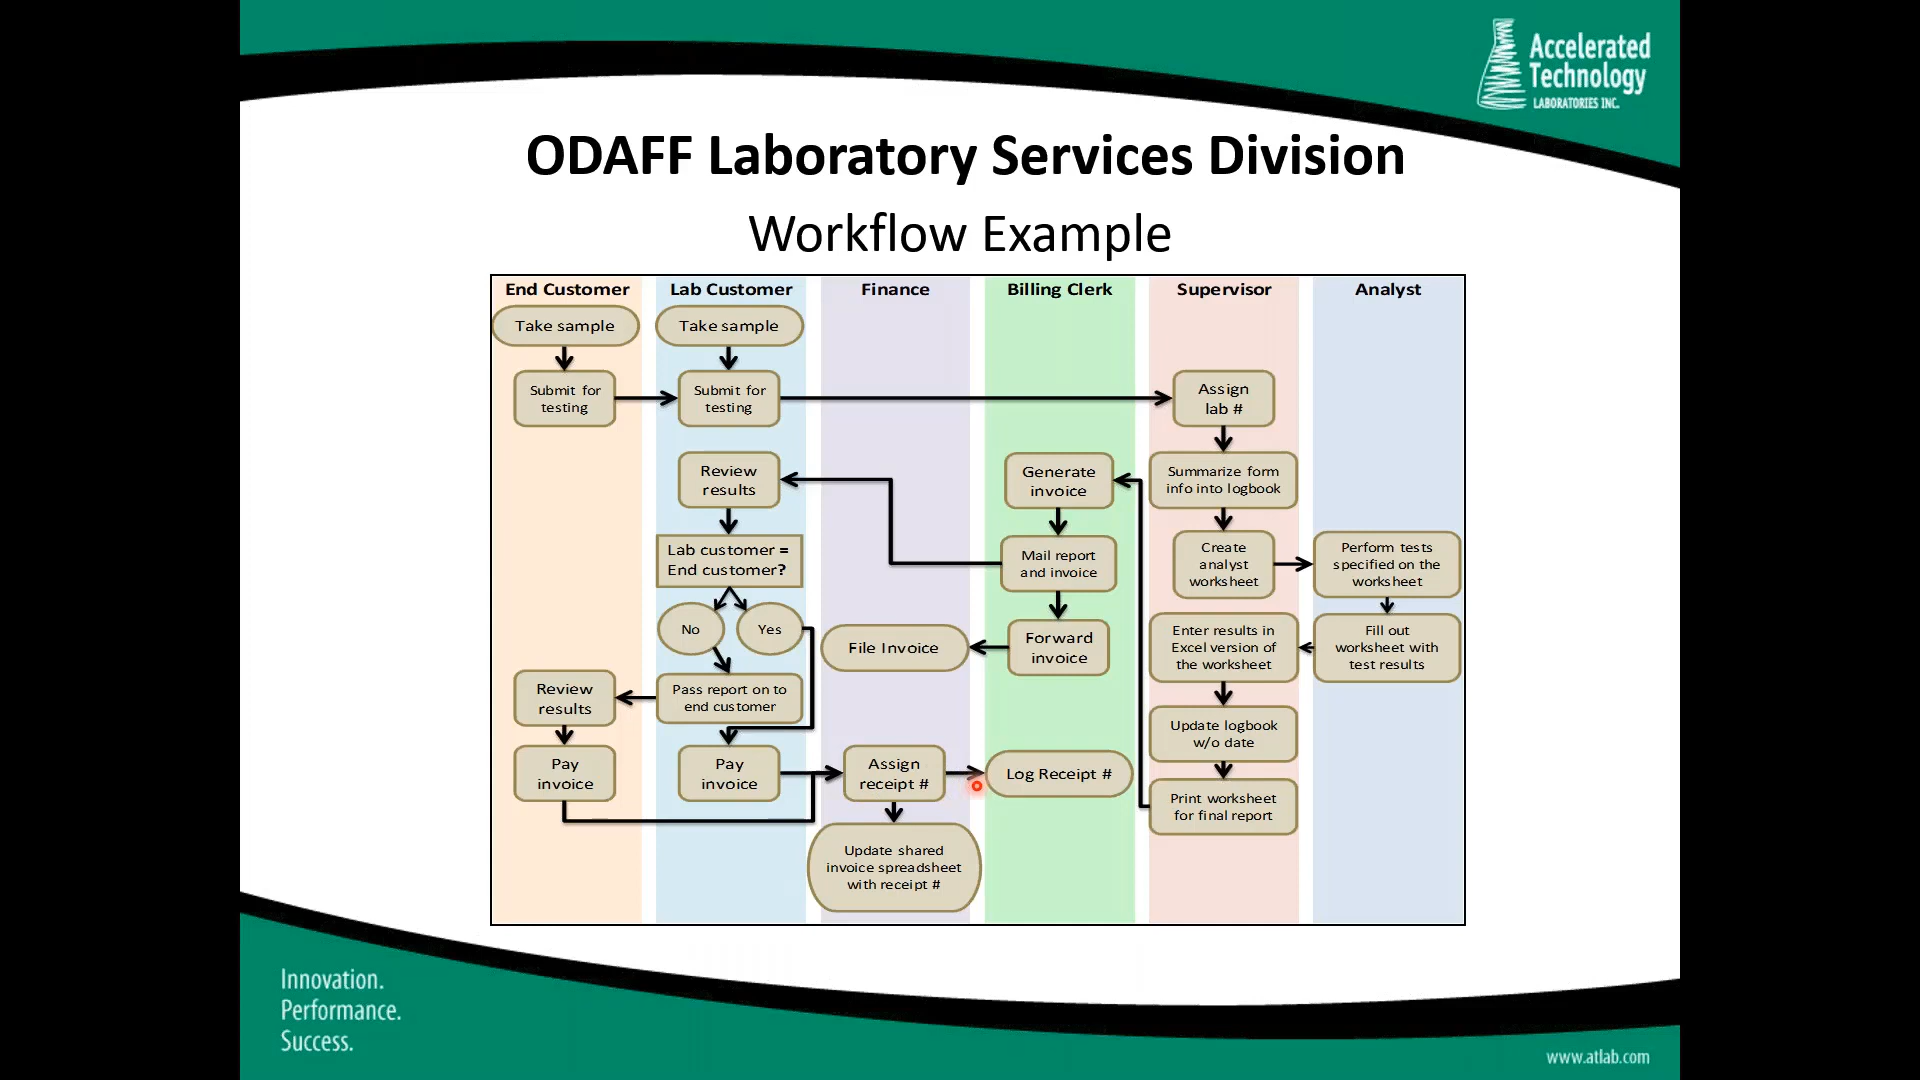 Accelerated
Technology
LABORATORIES INC.
ODAFF Laboratory Services Division
Workflow Example
End Customer
Lab Customer
Finance
Billing Clerk
Supervisor
Analyst
Take sample
Take sample
Submit for
testing
Submit for
testing
Assign
lab #
Review
results
Generate
invoice
Summarize form
info into logbook
Lab customer =
End customer?
Mail report
and invoice
Create
analyst
worksheet
Perform tests
specified on the
worksheet
No
Yes
File Invoice
Forward
invoice
Enter results in
Excel version of
the worksheet
Fill out
worksheet with
test results
Review
results
Pass report on to
end customer
Update logbook
w/o date
Pay
invoice
Pay
invoice
Assign
receipt #
Log Receipt #
Print worksheet
for final report
Update shared
invoice spreadsheet
with receipt #
Innovation.
Performance.
Success.
www.atlab.com